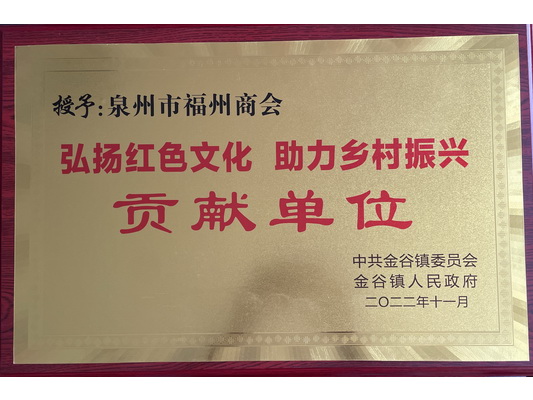 授予:泉州市福州商会
弘扬红色文化 助力乡村振兴
贡献单位
中共金谷镇委员会
金谷镇人民政府
二〇二二年十一月